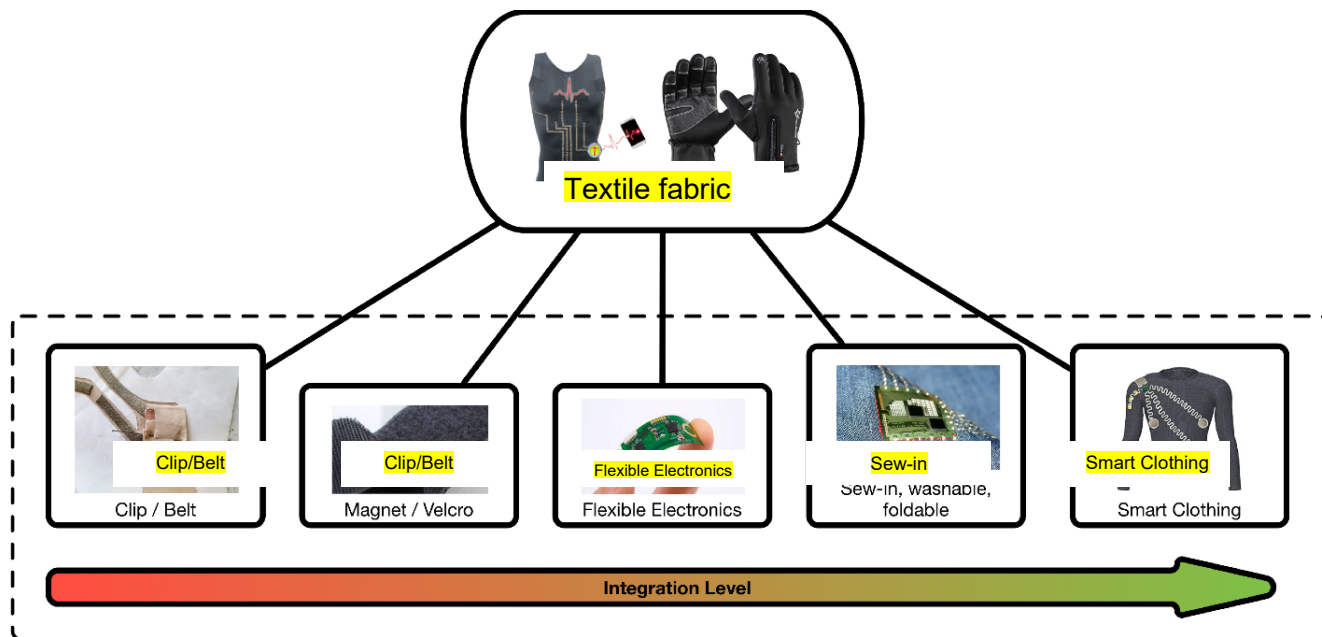 Textile fabric
Clip/Belt
Clip / Belt
Clip/Belt
Magnet / Velcro
Flexible Electronics
Flexible Electronics
Sew-in
Sew-in, washable,
foldable
Smart Clothing
Smart Clothing
Integration Level